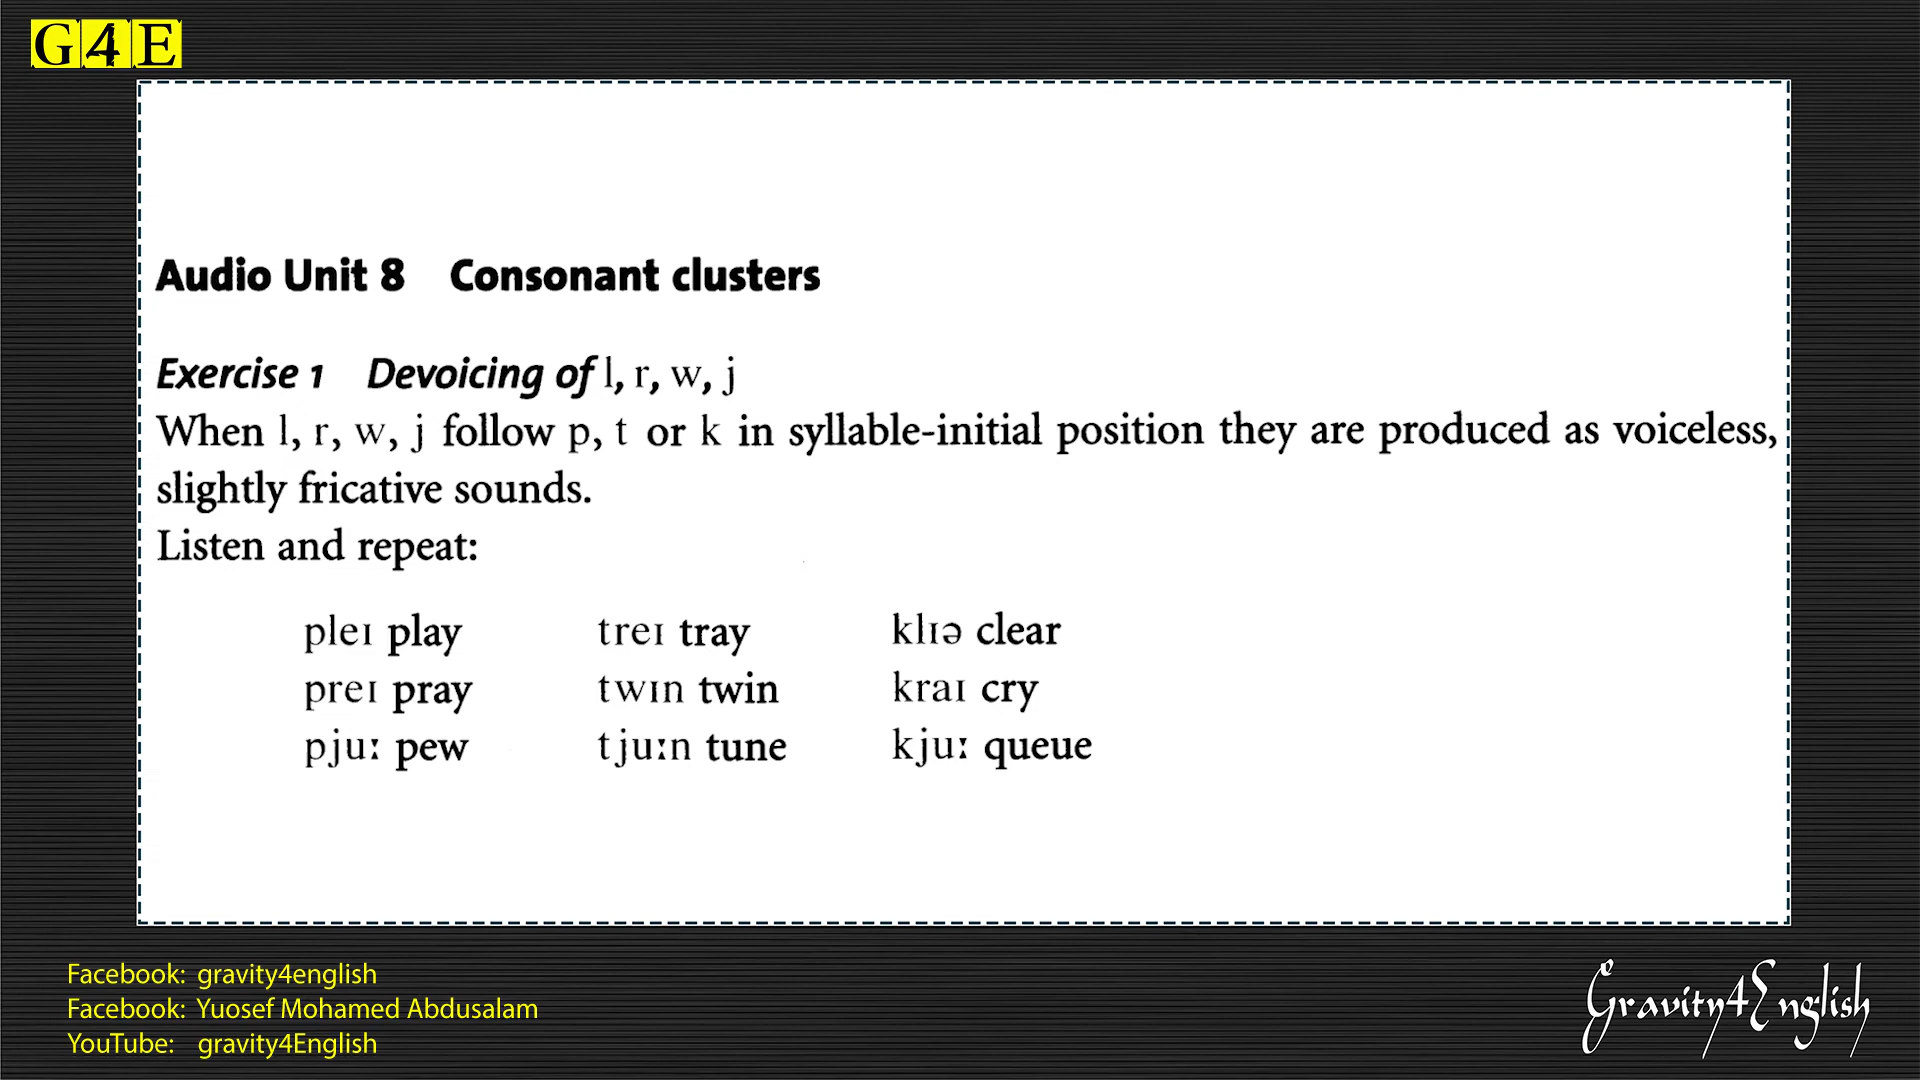 G4E
Audio Unit 8 Consonant clusters
Exercise 1 Devoicing of l, r, w, j
When l, r, w, j follow p, t or k in syllable-initial position they are produced as voiceless,
slightly fricative sounds.
Listen and repeat:
pleɪ play treɪ tray klɪə clear
preɪ pray twɪn twin kraɪ cry
pjuː pew tjuːn tune kjuː queue
Facebook: gravity4english
Facebook: Yuosef Mohamed Abdusalam
YouTube: gravity4English
Gravity4English